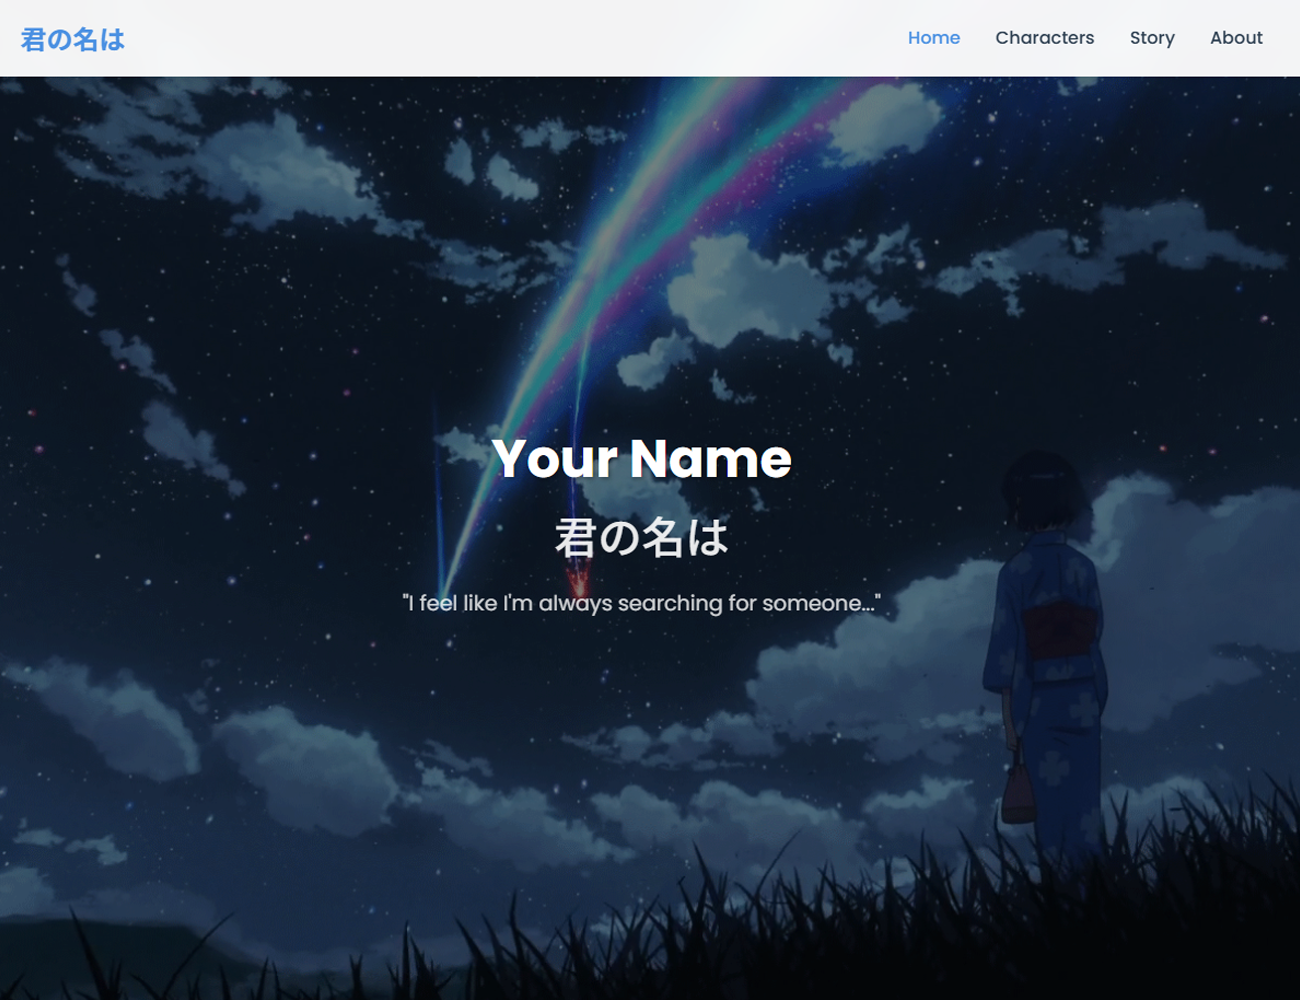 君の名は
Home Characters Story About
Your Name
君の名は
"I feel like I'm always searching for someone..."